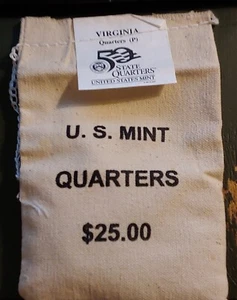 VIRGINIA
Quarters (P)
50
STATE
QUARTERS
UNITED STATES MINT
U. S. MINT
QUARTERS
$25.00